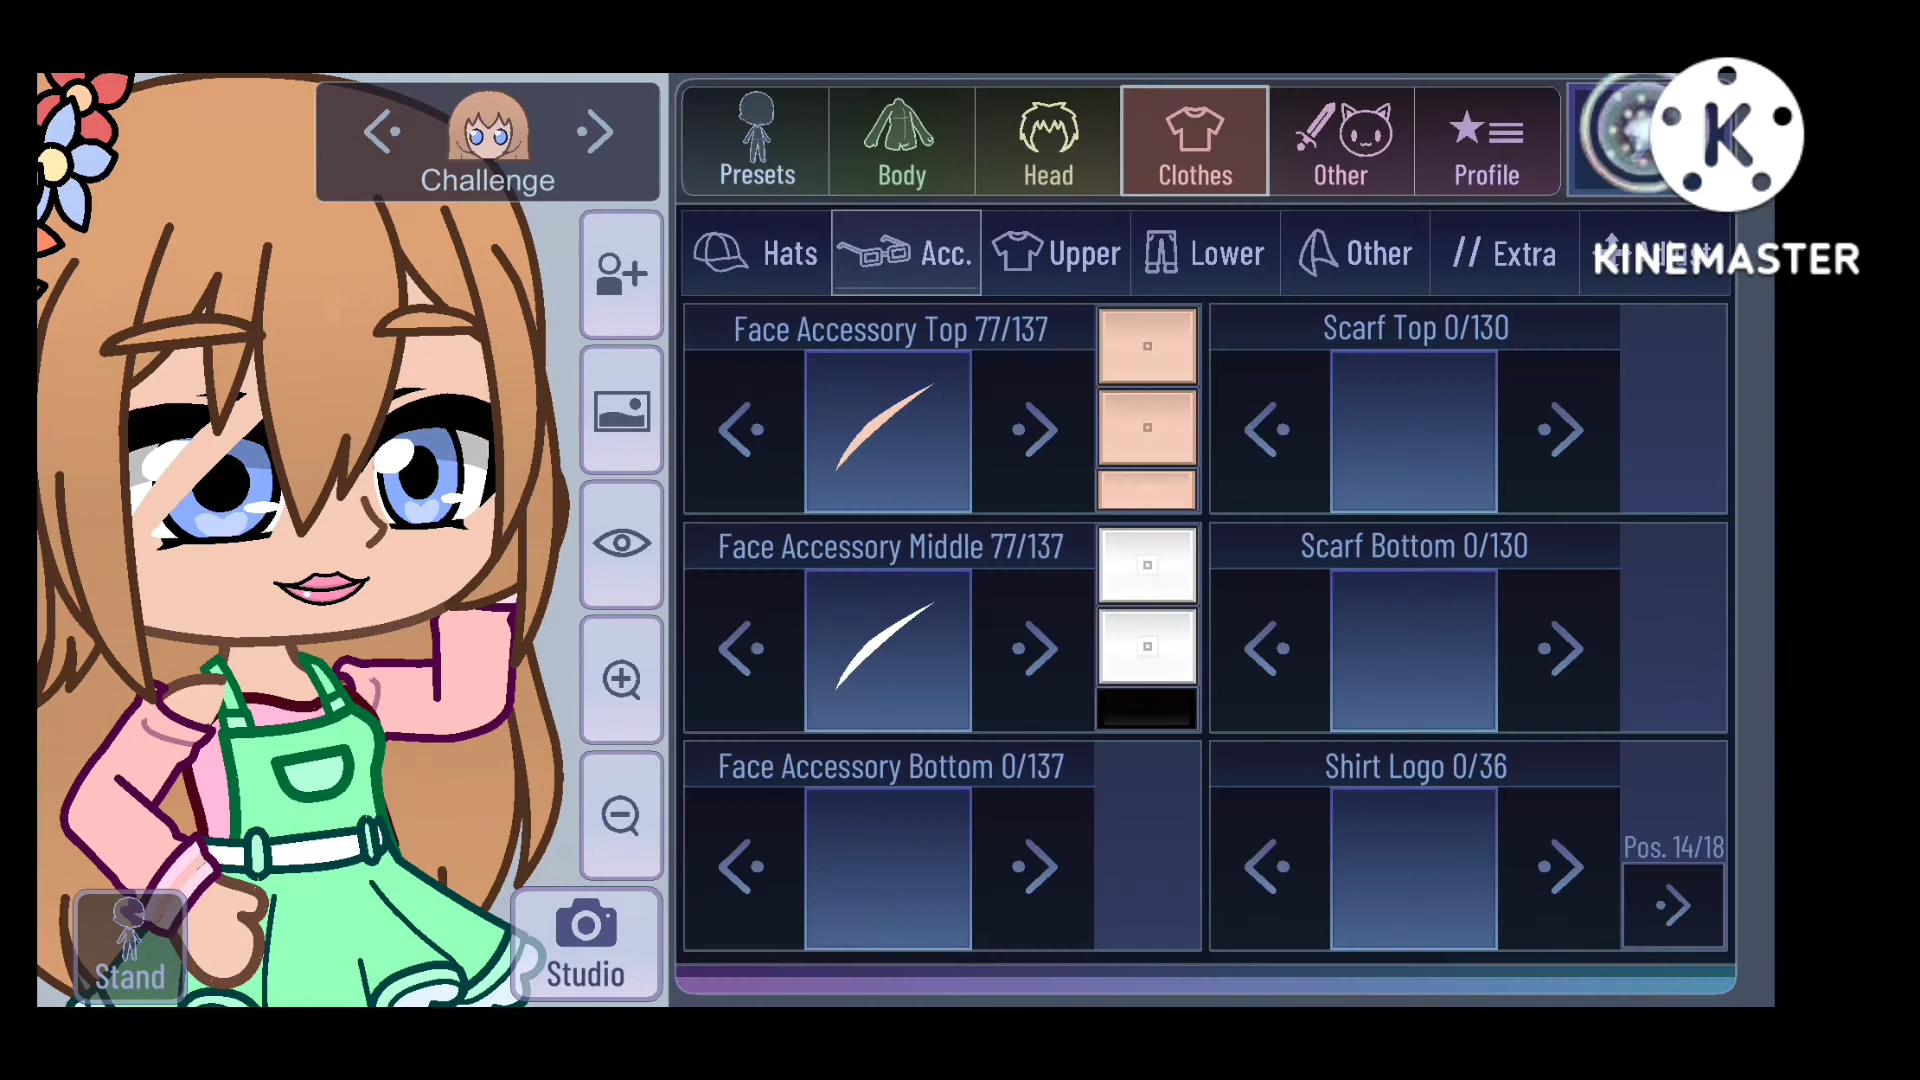 Challenge
Presets
Body
Head
Clothes
Other
Profile
K
KINEMASTER
Hats
Acc.
Upper
Lower
Other
// Extra
Face Accessory Top 77/137
Scarf Top 0/130
Face Accessory Middle 77/137
Scarf Bottom 0/130
Face Accessory Bottom 0/137
Shirt Logo 0/36
Pos. 14/18
Stand
Studio